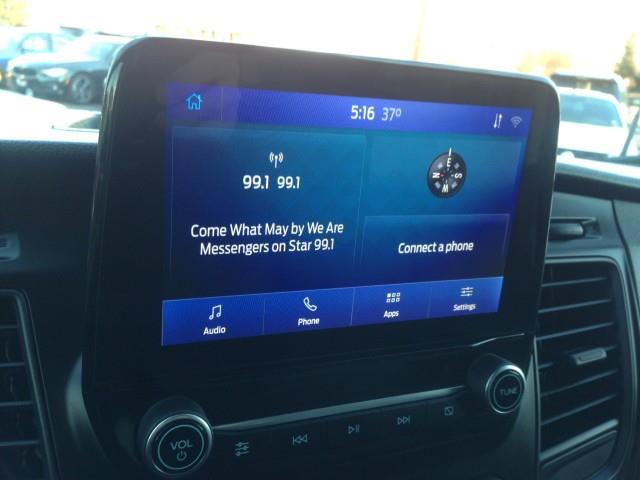 5:16 37°
99.1 99.1
Come What May by We Are
Messengers on Star 99.1
E
N S
W
Connect a phone
Audio
Phone
Apps
Settings
VOL
TUNE